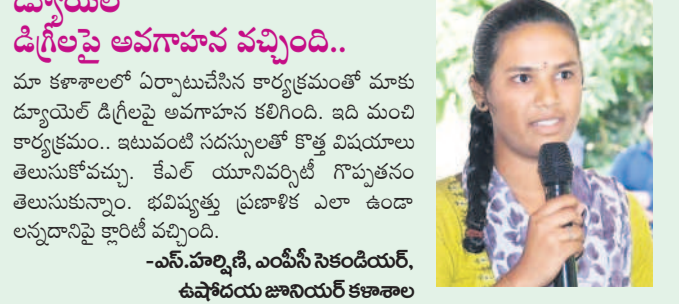 డ్యూయెల్
డిగ్రీలపై అవగాహన వచ్చింది..
మా కళాశాలలో ఏర్పాటుచేసిన కార్యక్రమంతో మాకు
డ్యూయెల్ డిగ్రీలపై అవగాహన కలిగింది. ఇది మంచి
కార్యక్రమం.. ఇటువంటి సదస్సులతో కొత్త విషయాలు
తెలుసుకోవచ్చు. కేఎల్ యూనివర్సిటీ గొప్పతనం
తెలుసుకున్నాం. భవిష్యత్తు ప్రణాళిక ఎలా ఉండా
లన్నదానిపై క్లారిటీ వచ్చింది.
-ఎస్.హర్షిణి, ఎంపీసీ సెకండియర్,
ఉషోదయ జూనియర్ కళాశాల